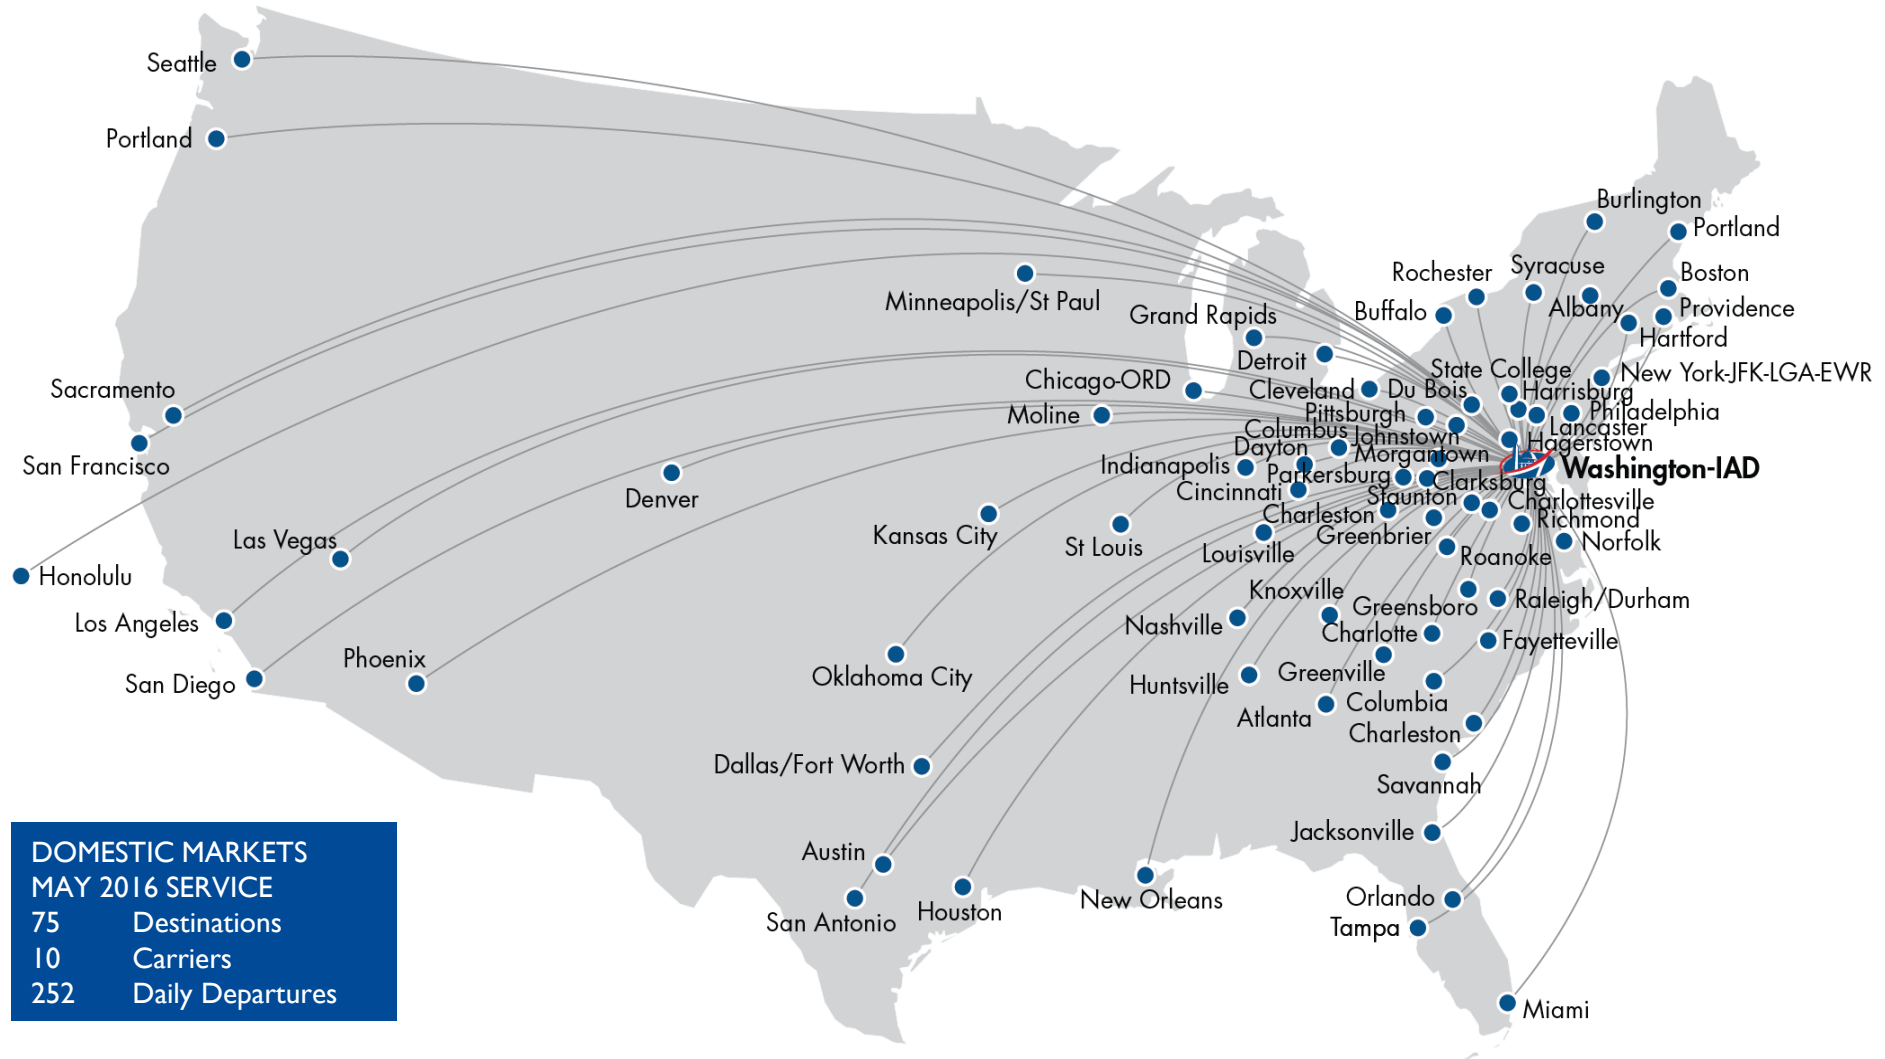 Seattle
Portland
Burlington
Portland
Rochester
Syracuse
Boston
Minneapolis/St Paul
Grand Rapids
Buffalo
Albany
Providence
Hartford
Detroit
State College
New York-JFK-LGA-EWR
Chicago-ORD
Cleveland
Du Bois
Harrisburg
Sacramento
Moline
Pittsburgh
Philadelphia
Columbus
Johnstown
Lancaster
Dayton
Morgantown
Hagerstown
San Francisco
Indianapolis
Parkersburg
Washington-IAD
Cincinnati
Clarksburg
Denver
Staunton
Charlottesville
Charleston
Richmond
Las Vegas
Kansas City
St Louis
Louisville
Greenbrier
Norfolk
Roanoke
Honolulu
Knoxville
Greensboro
Raleigh/Durham
Los Angeles
Nashville
Charlotte
Fayetteville
Phoenix
San Diego
Oklahoma City
Huntsville
Greenville
Atlanta
Columbia
Charleston
Dallas/Fort Worth
Savannah
Jacksonville
Austin
San Antonio
Houston
New Orleans
Orlando
Tampa
Miami
DOMESTIC MARKETS
MAY 2016 SERVICE
75 Destinations
10 Carriers
252 Daily Departures